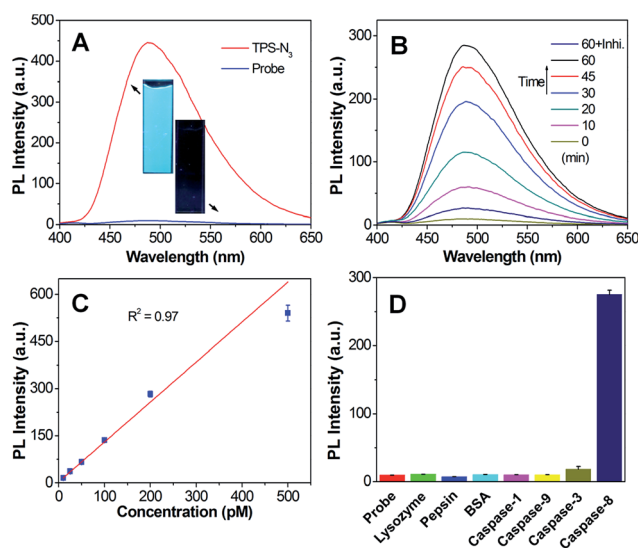 A
TPS-N3
Probe
PL Intensity (a.u.)
500
400
300
200
100
0
400 450 500 550 600 650
Wavelength (nm)
B
60+Inhi.
60
45
30
20
10
0
(min)
Time
PL Intensity (a.u.)
300
200
100
0
400 450 500 550 600 650
Wavelength (nm)
C
R2 = 0.97
PL Intensity (a.u.)
600
450
300
150
0
0 100 200 300 400 500
Concentration (pM)
D
PL Intensity (a.u.)
300
200
100
0
Probe
Lysozyme
Pepsin
BSA
Caspase-1
Caspase-9
Caspase-3
Caspase-8